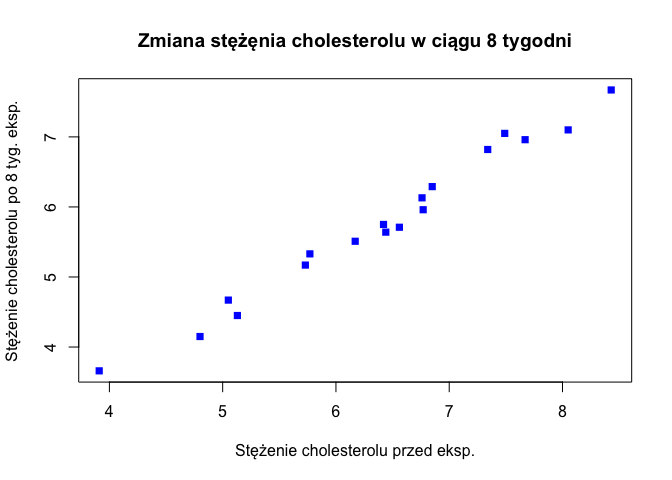 Zmiana stężęnia cholesterolu w ciągu 8 tygodni
Stężenie cholesterolu po 8 tyg. eksp.
7
6
5
4
4 5 6 7 8
Stężenie cholesterolu przed eksp.